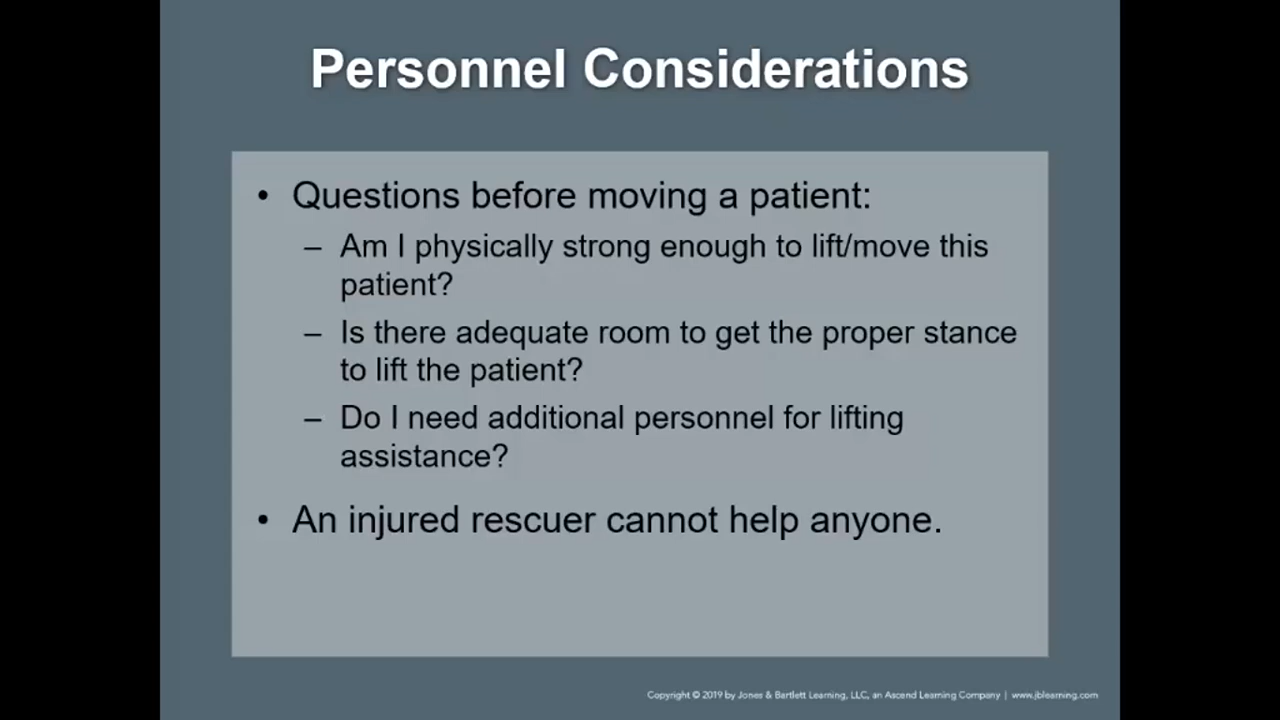 Personnel Considerations
• Questions before moving a patient:
– Am I physically strong enough to lift/move this
patient?
– Is there adequate room to get the proper stance
to lift the patient?
– Do I need additional personnel for lifting
assistance?
• An injured rescuer cannot help anyone.
Copyright © 2019 by Jones & Bartlett Learning, LLC, an Ascend Learning Company | www.jblearning.com